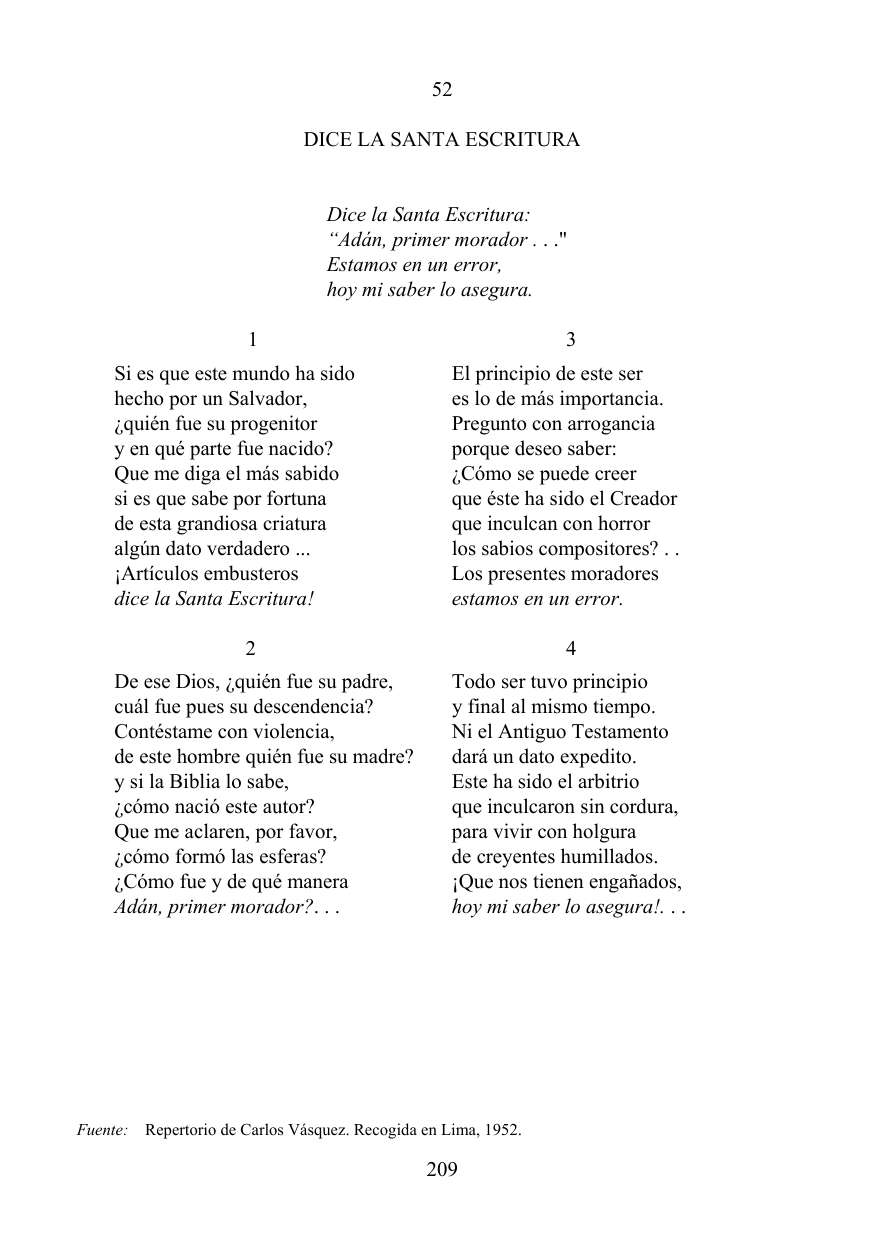 52
DICE LA SANTA ESCRITURA
Dice la Santa Escritura:
“Adán, primer morador . . ."
Estamos en un error,
hoy mi saber lo asegura.
1
Si es que este mundo ha sido
hecho por un Salvador,
¿quién fue su progenitor
y en qué parte fue nacido?
Que me diga el más sabido
si es que sabe por fortuna
de esta grandiosa criatura
algún dato verdadero ...
¡Artículos embusteros
dice la Santa Escritura!
2
De ese Dios, ¿quién fue su padre,
cuál fue pues su descendencia?
Contéstame con violencia,
de este hombre quién fue su madre?
y si la Biblia lo sabe,
¿cómo nació este autor?
Que me aclaren, por favor,
¿cómo formó las esferas?
¿Cómo fue y de qué manera
Adán, primer morador?. . .
3
El principio de este ser
es lo de más importancia.
Pregunto con arrogancia
porque deseo saber:
¿Cómo se puede creer
que éste ha sido el Creador
que inculcan con horror
los sabios compositores? . .
Los presentes moradores
estamos en un error.
4
Todo ser tuvo principio
y final al mismo tiempo.
Ni el Antiguo Testamento
dará un dato expedito.
Este ha sido el arbitrio
que inculcaron sin cordura,
para vivir con holgura
de creyentes humillados.
¡Que nos tienen engañados,
hoy mi saber lo asegura!. . .
Fuente: Repertorio de Carlos Vásquez. Recogida en Lima, 1952.
209